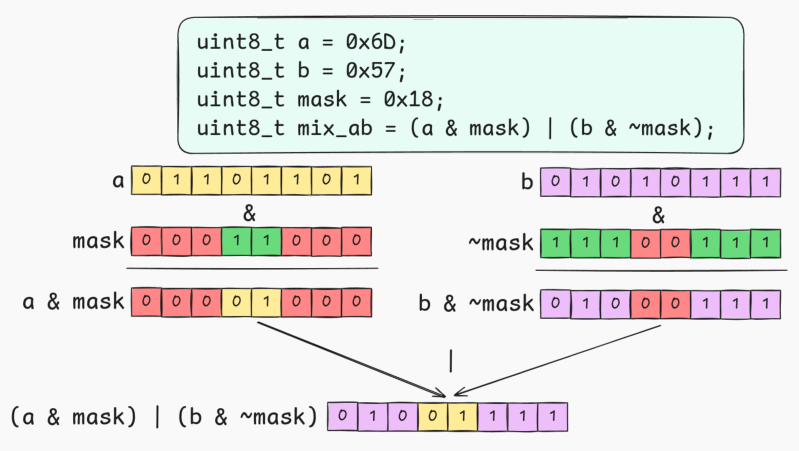 uint8_t a = 0x6D;
uint8_t b = 0x57;
uint8_t mask = 0x18;
uint8_t mix_ab = (a & mask) | (b & ~mask);
a 0 1 1 0 1 1 0 1
&
mask 0 0 0 1 1 0 0 0
a & mask 0 0 0 0 1 0 0 0
b 0 1 0 1 0 1 1 1
&
~mask 1 1 1 0 0 1 1 1
b & ~mask 0 1 0 0 0 1 1 1
|
(a & mask) | (b & ~mask) 0 1 0 0 1 1 1 1